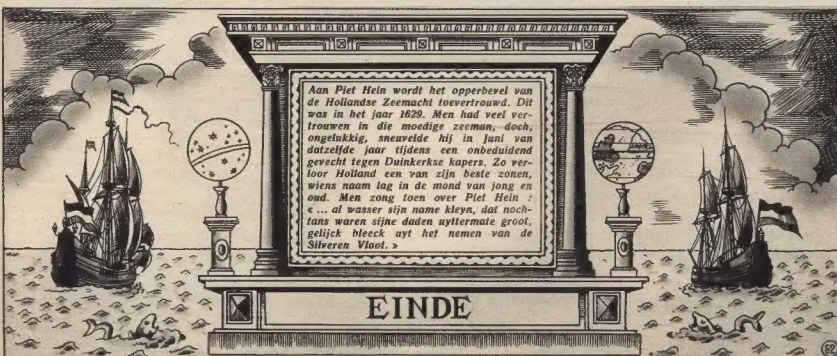 Aan Piet Hein wordt het opperbevel van
de Hollandse Zeemacht toevertrouwd. Dit
was in het jaar 1629. Men had veel ver-
trouwen in die moedige zeeman, doch,
ongelukkig, sneuvelde hij in Juni van
datzelfde jaar tijdens een onbeduidend
gevecht tegen Duinkerkse kapers. Zo ver-
loor Holland een van zijn beste zonen,
wiens naam lag in de mond van jong en
oud. Men zong toen over Piet Hein :
« ... al wasser sijn name kleyn, dat noch-
tans waren sijne daden uyttermate groot,
gelijck bleeck uyt het nemen van de
Silveren Vloot. »
EINDE